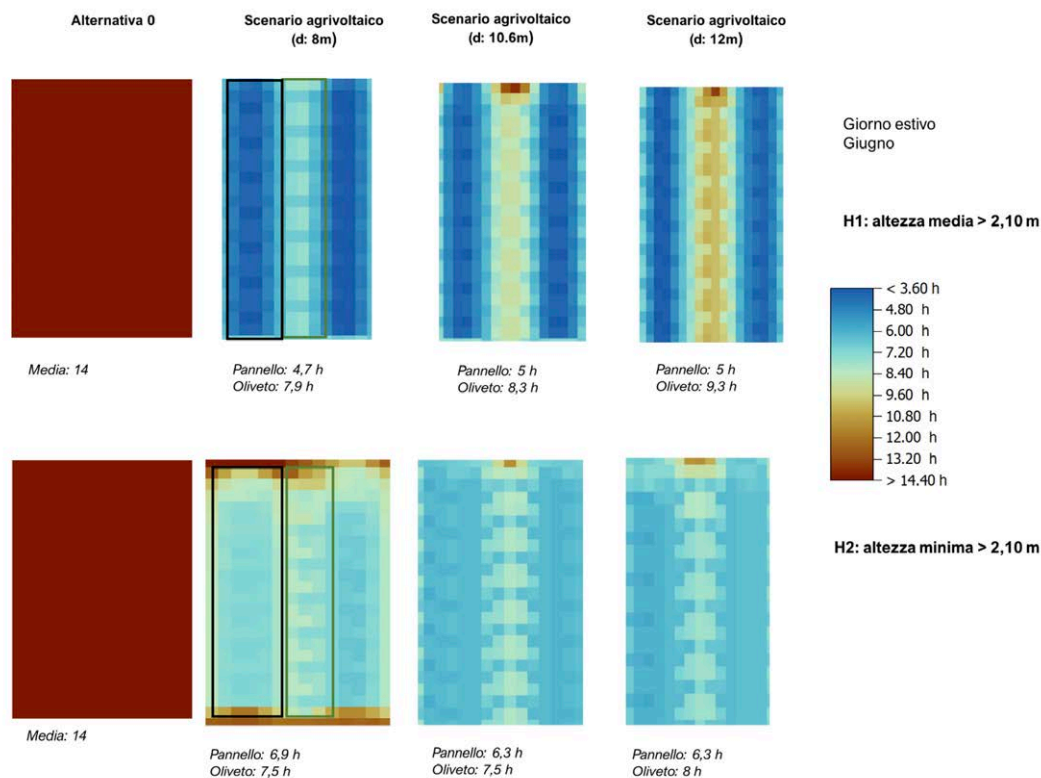 Alternativa 0
Scenario agrivoltaico
(d: 8m)
Scenario agrivoltaico
(d: 10.6m)
Scenario agrivoltaico
(d: 12m)
Giorno estivo
Giugno
H1: altezza media > 2,10 m
< 3.60 h
4.80 h
6.00 h
7.20 h
8.40 h
9.60 h
10.80 h
12.00 h
13.20 h
> 14.40 h
Media: 14
Pannello: 4,7 h
Oliveto: 7,9 h
Pannello: 5 h
Oliveto: 8,3 h
Pannello: 5 h
Oliveto: 9,3 h
H2: altezza minima > 2,10 m
Media: 14
Pannello: 6,9 h
Oliveto: 7,5 h
Pannello: 6,3 h
Oliveto: 7,5 h
Pannello: 6,3 h
Oliveto: 8 h